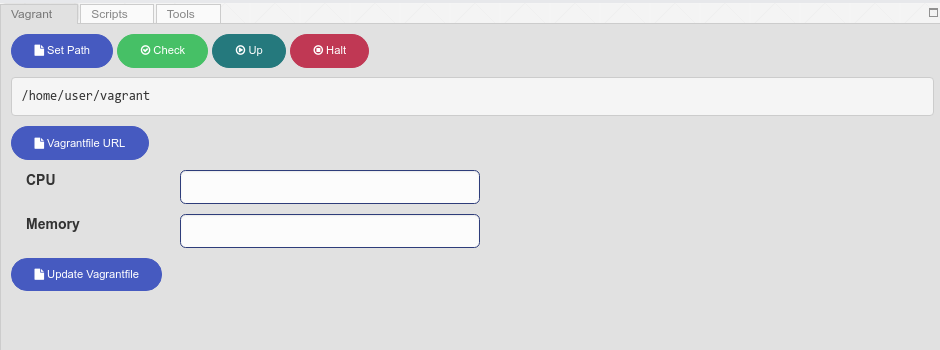 Vagrant Scripts Tools
Set Path Check Up Halt
/home/user/vagrant
Vagrantfile URL
CPU
Memory
Update Vagrantfile